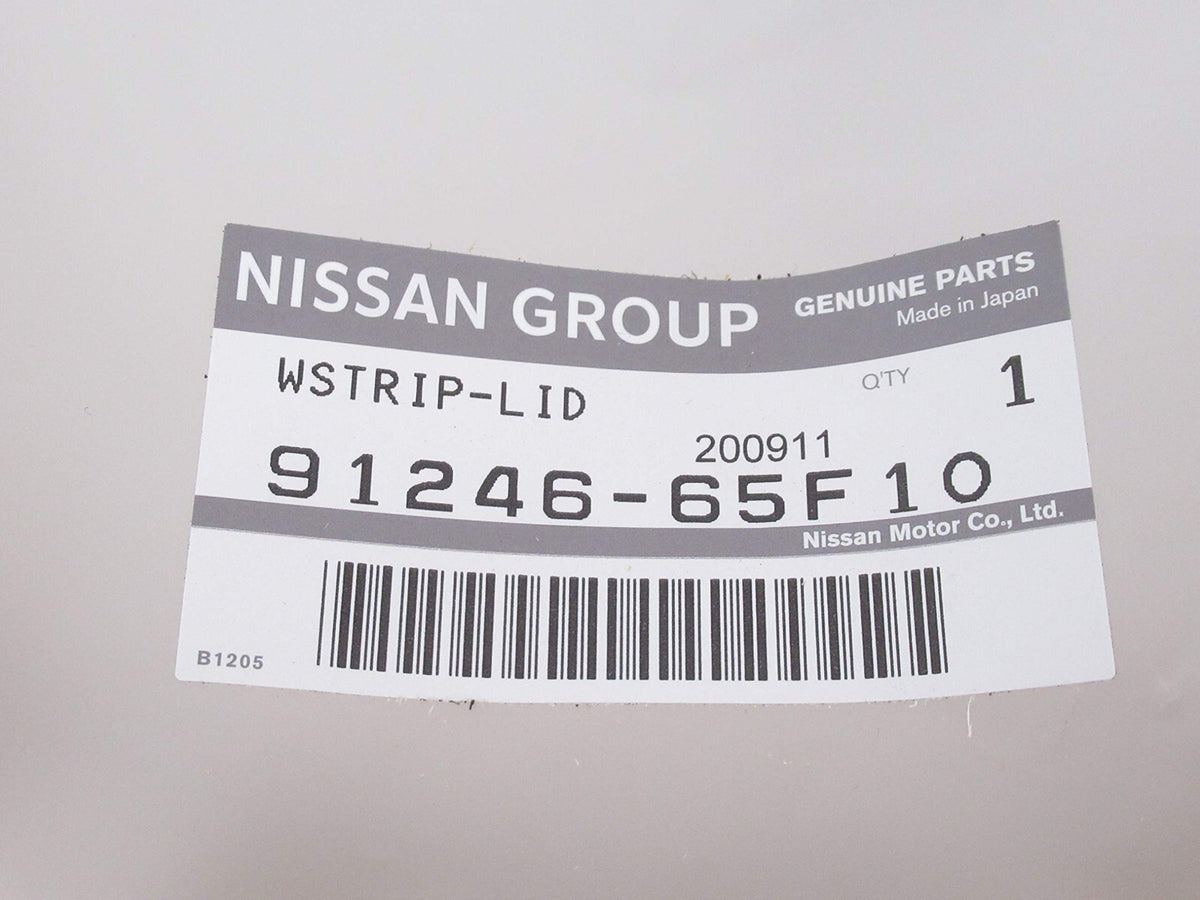 NISSAN GROUP
GENUINE PARTS
Made in Japan
WSTRIP-LID
Q'TY 1
200911
91246-65F10
Nissan Motor Co., Ltd.
B1205